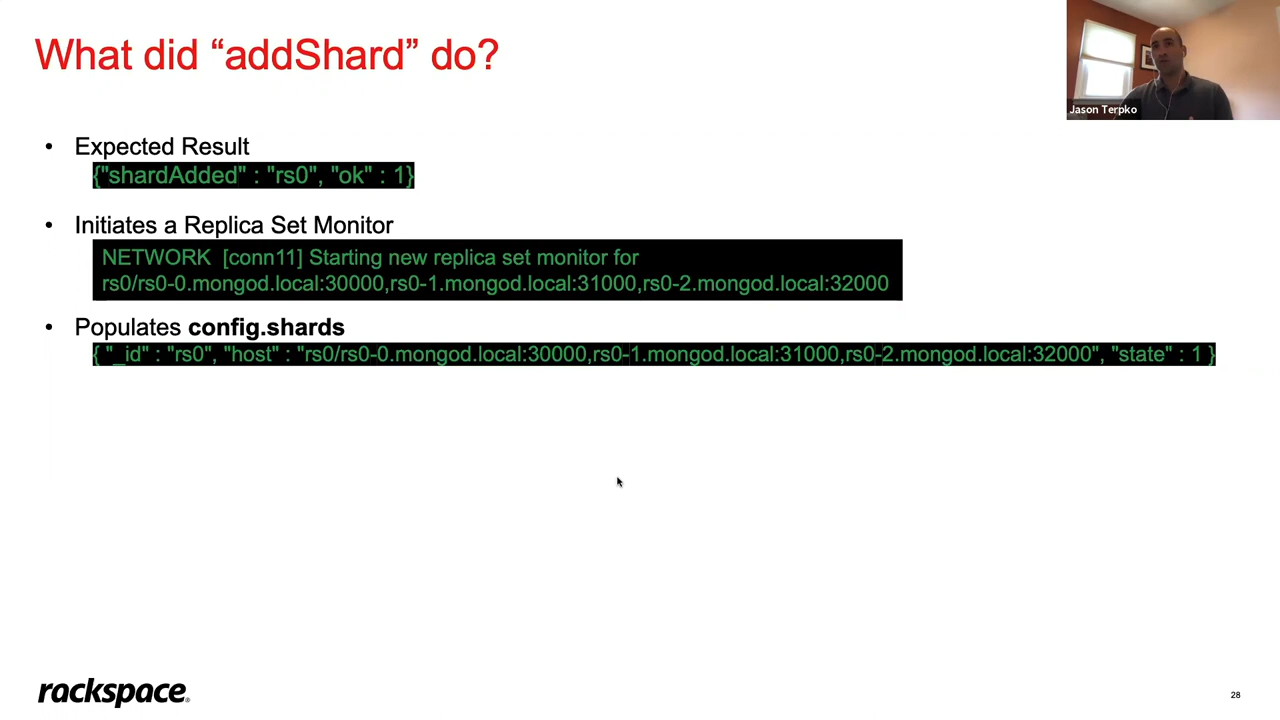 What did “addShard” do?
Jason Terpko
• Expected Result
{"shardAdded" : "rs0", "ok" : 1}
• Initiates a Replica Set Monitor
NETWORK [conn11] Starting new replica set monitor for
rs0/rs0-0.mongod.local:30000,rs0-1.mongod.local:31000,rs0-2.mongod.local:32000
• Populates config.shards
{ "_id" : "rs0", "host" : "rs0/rs0-0.mongod.local:30000,rs0-1.mongod.local:31000,rs0-2.mongod.local:32000", "state" : 1 }
rackspace®
28